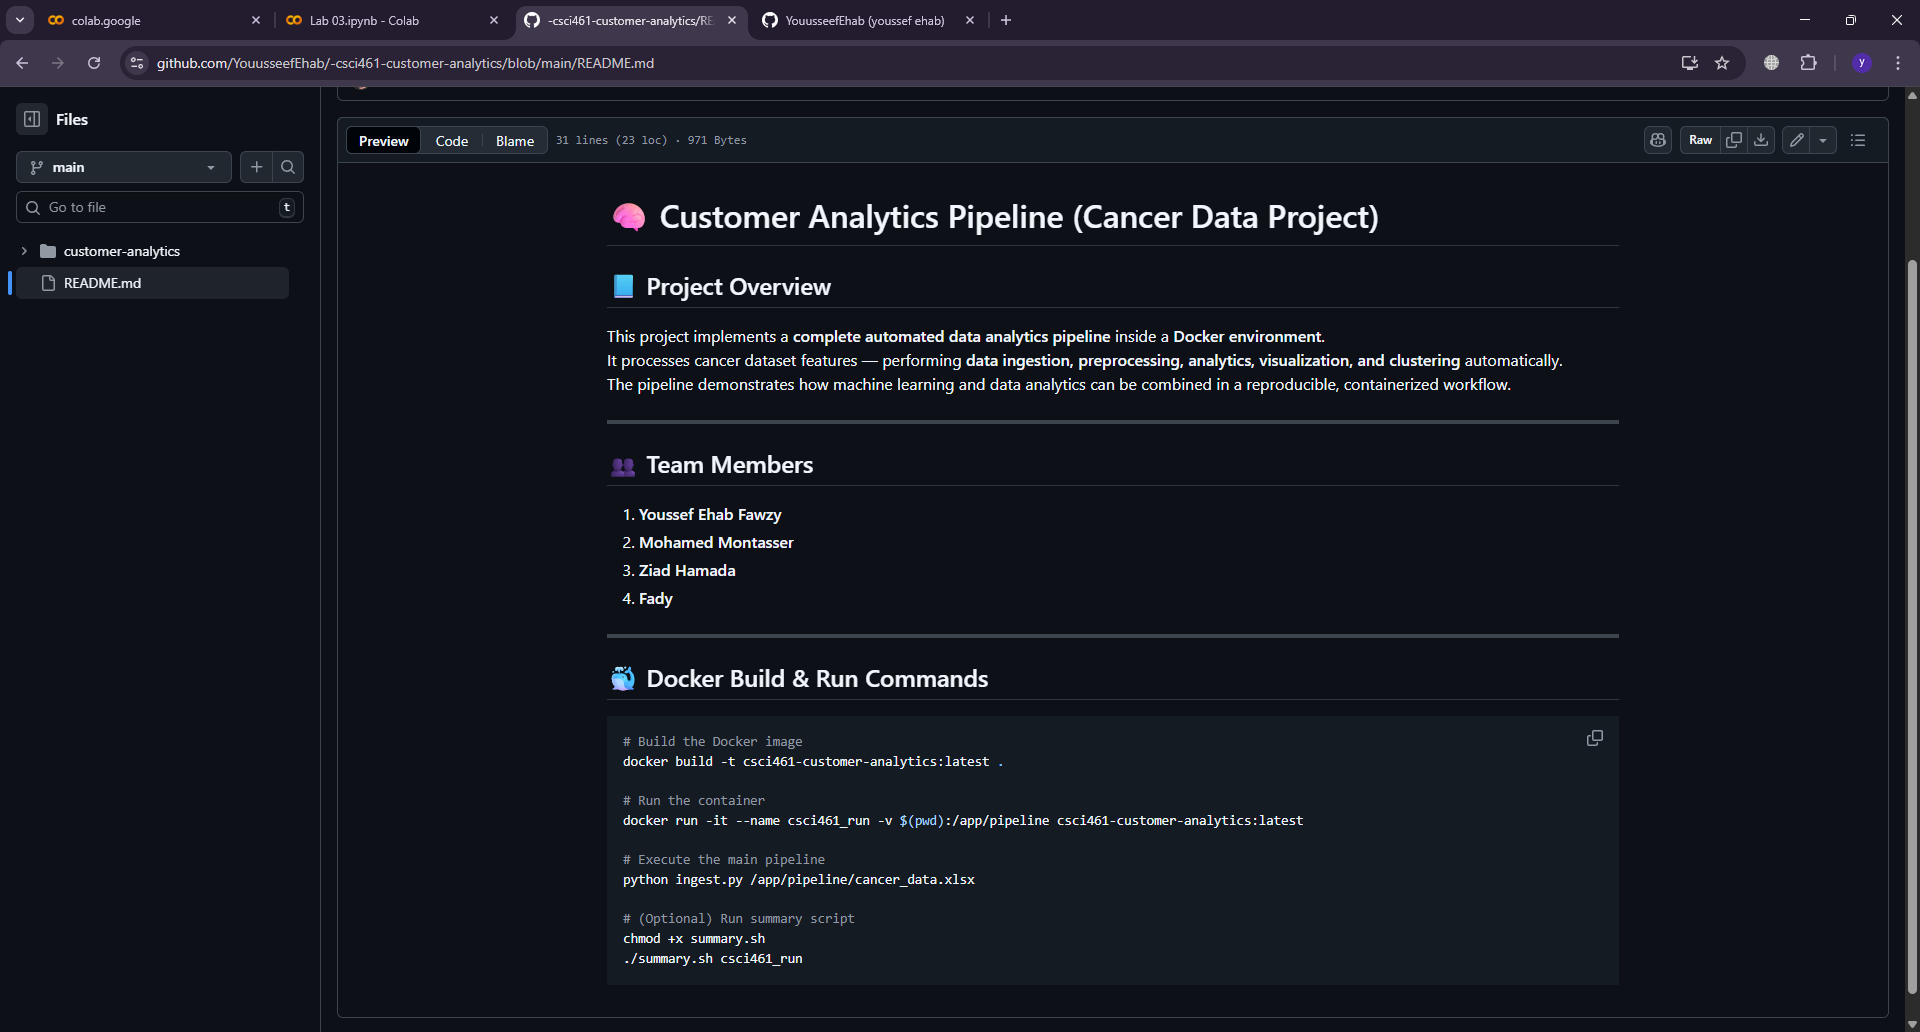 colab.google
Lab 03.ipynb - Colab
-csci461-customer-analytics/RE
YouusseefEhab (youssef ehab)
github.com/YouusseefEhab/-csci461-customer-analytics/blob/main/README.md
y
Files
main
Go to file
t
customer-analytics
README.md
Preview
Code
Blame
31 lines (23 loc) · 971 Bytes
Raw
🧠 Customer Analytics Pipeline (Cancer Data Project)
📘 Project Overview
This project implements a complete automated data analytics pipeline inside a Docker environment.
It processes cancer dataset features — performing data ingestion, preprocessing, analytics, visualization, and clustering automatically.
The pipeline demonstrates how machine learning and data analytics can be combined in a reproducible, containerized workflow.
👥 Team Members
1. Youssef Ehab Fawzy
2. Mohamed Montasser
3. Ziad Hamada
4. Fady
🐳 Docker Build & Run Commands
# Build the Docker image
docker build -t csci461-customer-analytics:latest .
# Run the container
docker run -it --name csci461_run -v $(pwd):/app/pipeline csci461-customer-analytics:latest
# Execute the main pipeline
python ingest.py /app/pipeline/cancer_data.xlsx
# (Optional) Run summary script
chmod +x summary.sh
./summary.sh csci461_run